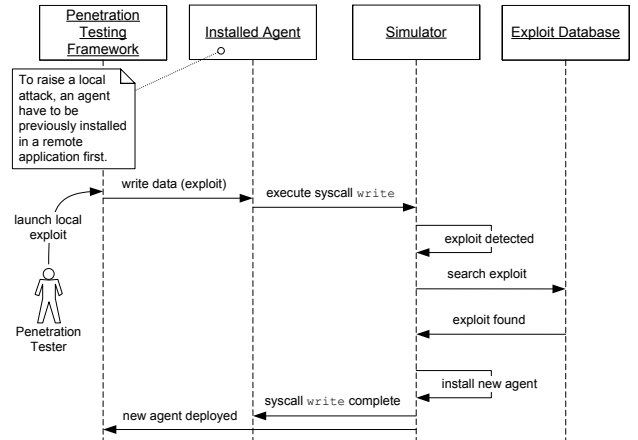 Penetration
Testing
Framework
Installed Agent
Simulator
Exploit Database
To raise a local
attack, an agent
have to be
previously installed
in a remote
application first.
write data (exploit)
execute syscall write
launch local
exploit
exploit detected
search exploit
Penetration
Tester
exploit found
install new agent
syscall write complete
new agent deployed